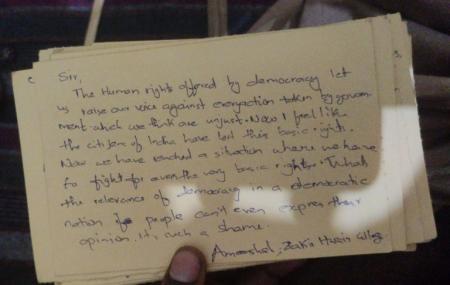 Sir,
The Human rights offered by democracy let
us raise our voice against every action taken by govern-
ment which we think are unjust. Now I feel like
the citizen of India have lost their basic rights.
Now we have reached a situation where we have
to fight for even the very basic rights. What's
the relevance of democracy in a democratic
nation if people can't even express their
opinion. It's such a shame.
Zakir Husain